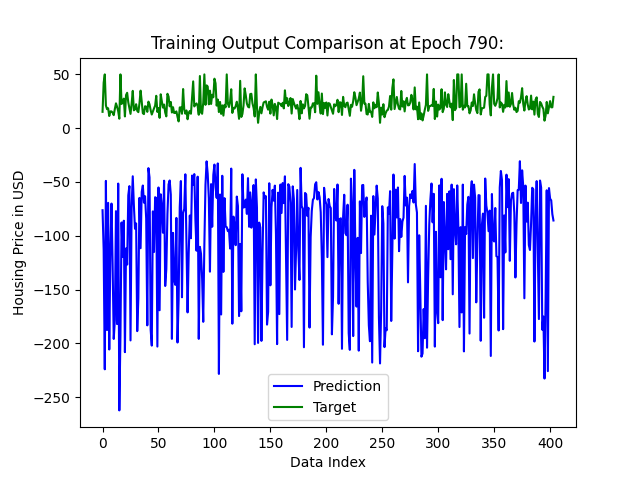 Training Output Comparison at Epoch 790:
Housing Price in USD
50
0
−50
−100
−150
−200
−250
0 50 100 150 200 250 300 350 400
Data Index
Prediction
Target